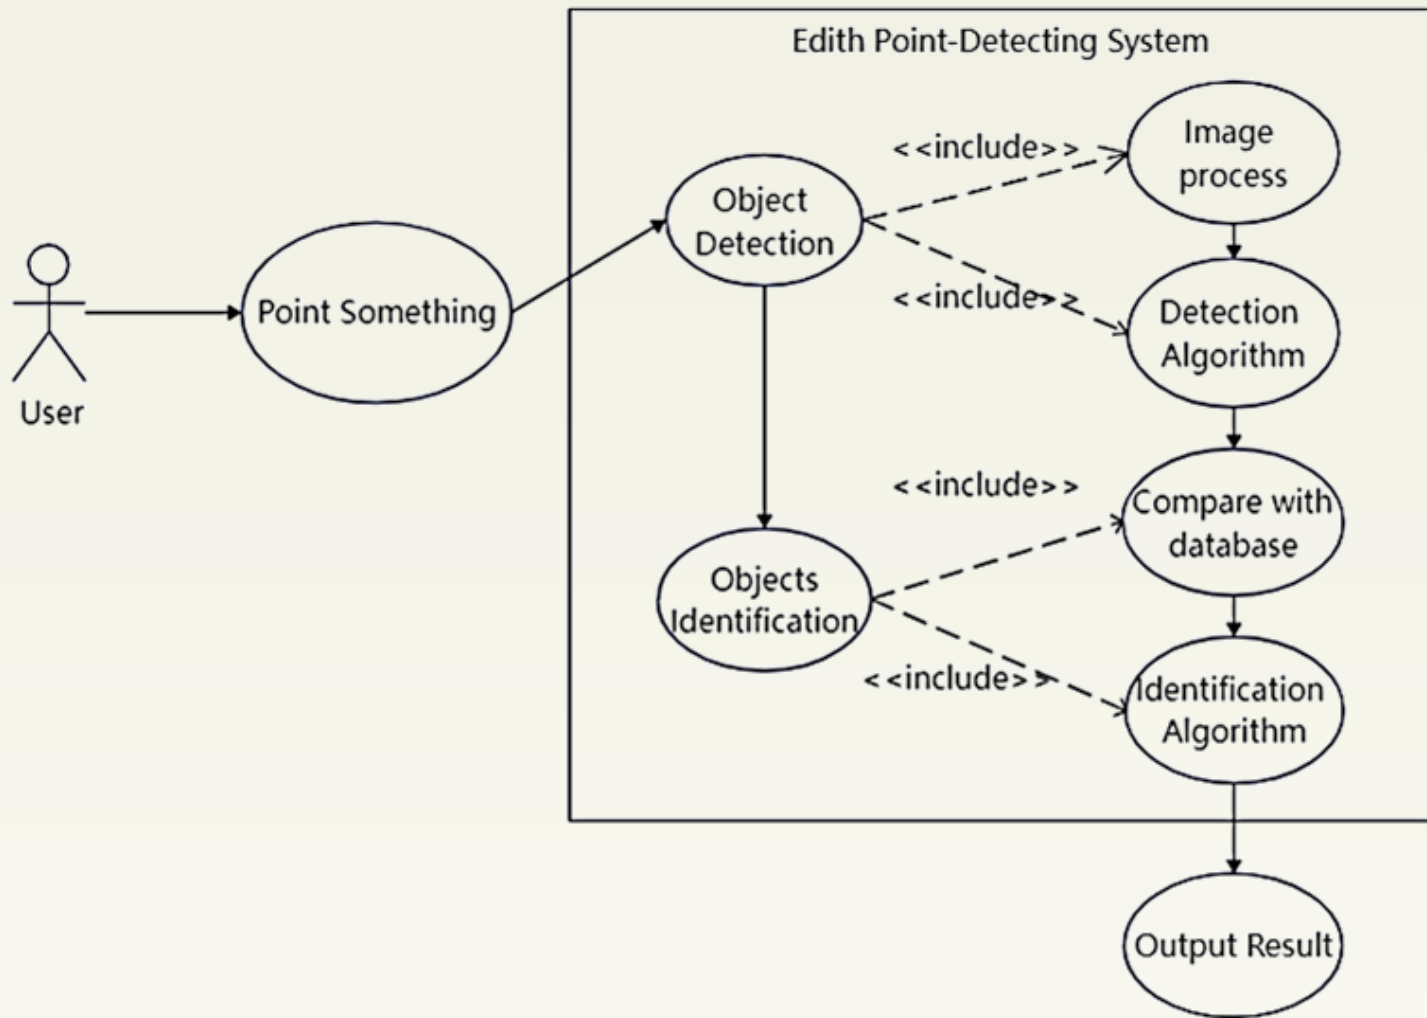 Edith Point-Detecting System
<<include>>
Image
process
Object
Detection
<<include>>
Detection
Algorithm
Point Something
User
<<include>>
Compare with
database
Objects
Identification
<<include>>
Identification
Algorithm
Output Result